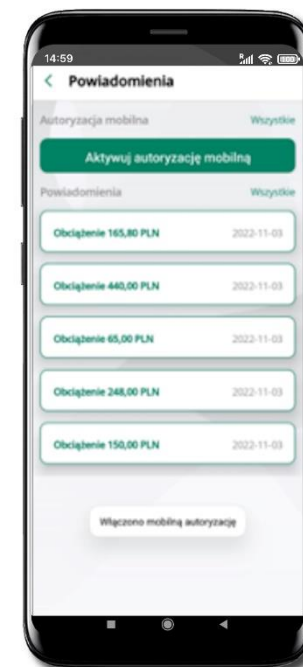 14:59
Powiadomienia
Autoryzacja mobilna Wszystkie
Aktywuj autoryzację mobilną
Powiadomienia Wszystkie
Obciążenie 165,80 PLN 2022-11-03
Obciążenie 440,00 PLN 2022-11-03
Obciążenie 65,00 PLN 2022-11-03
Obciążenie 248,00 PLN 2022-11-03
Obciążenie 150,00 PLN 2022-11-03
Włączono mobilną autoryzację